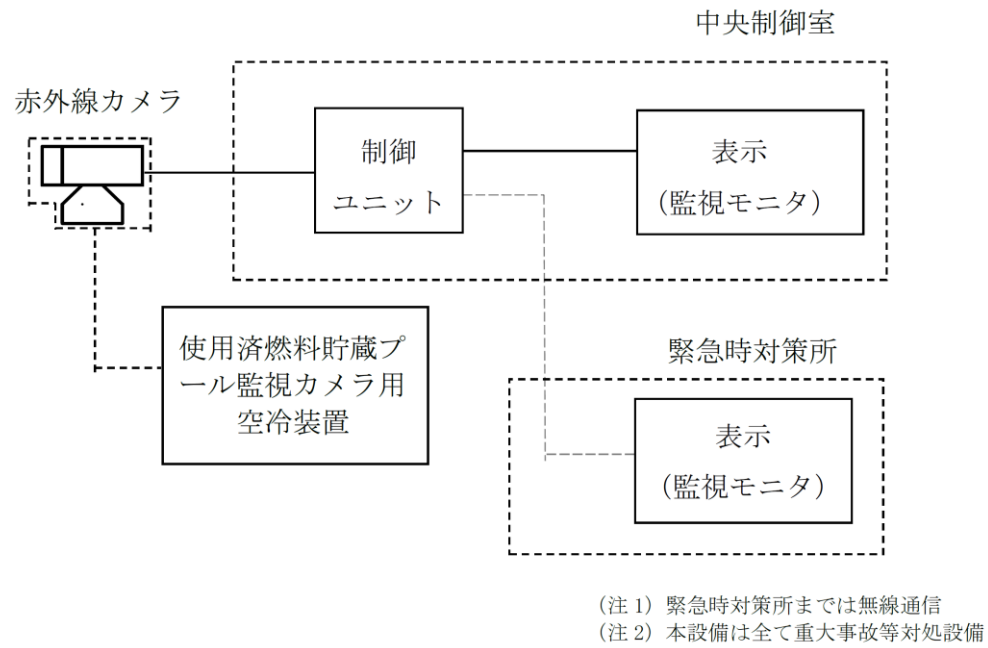 中央制御室
赤外線カメラ
制御
ユニット
表示
（監視モニタ）
使用済燃料貯蔵プ
ール監視カメラ用
空冷装置
緊急時対策所
表示
（監視モニタ）
（注 1）緊急時対策所までは無線通信
（注 2）本設備は全て重大事故等対処設備